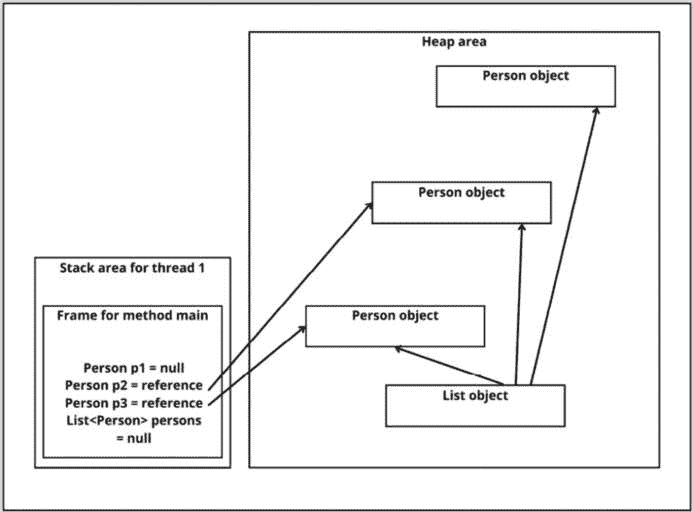 Heap area
Person object
Person object
Stack area for thread 1
Frame for method main
Person object
Person p1 = null
Person p2 = reference
Person p3 = reference
List<Person> persons
= null
List object